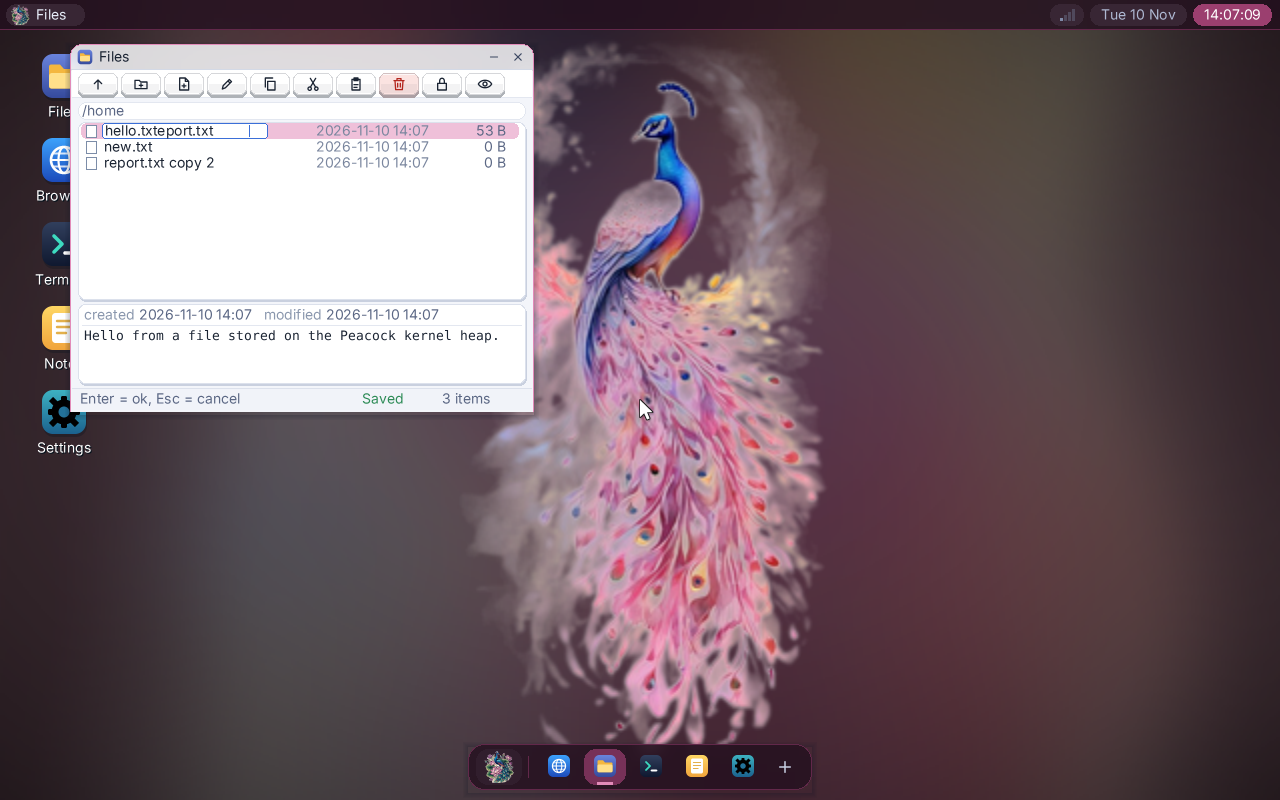 Files
Tue 10 Nov
14:07:09
Files
/home
hello.txteport.txt 2026-11-10 14:07 53 B
new.txt 2026-11-10 14:07 0 B
report.txt copy 2 2026-11-10 14:07 0 B
created 2026-11-10 14:07 modified 2026-11-10 14:07
Hello from a file stored on the Peacock kernel heap.
Enter = ok, Esc = cancel Saved 3 items
File
Brow
Term
Not
Settings